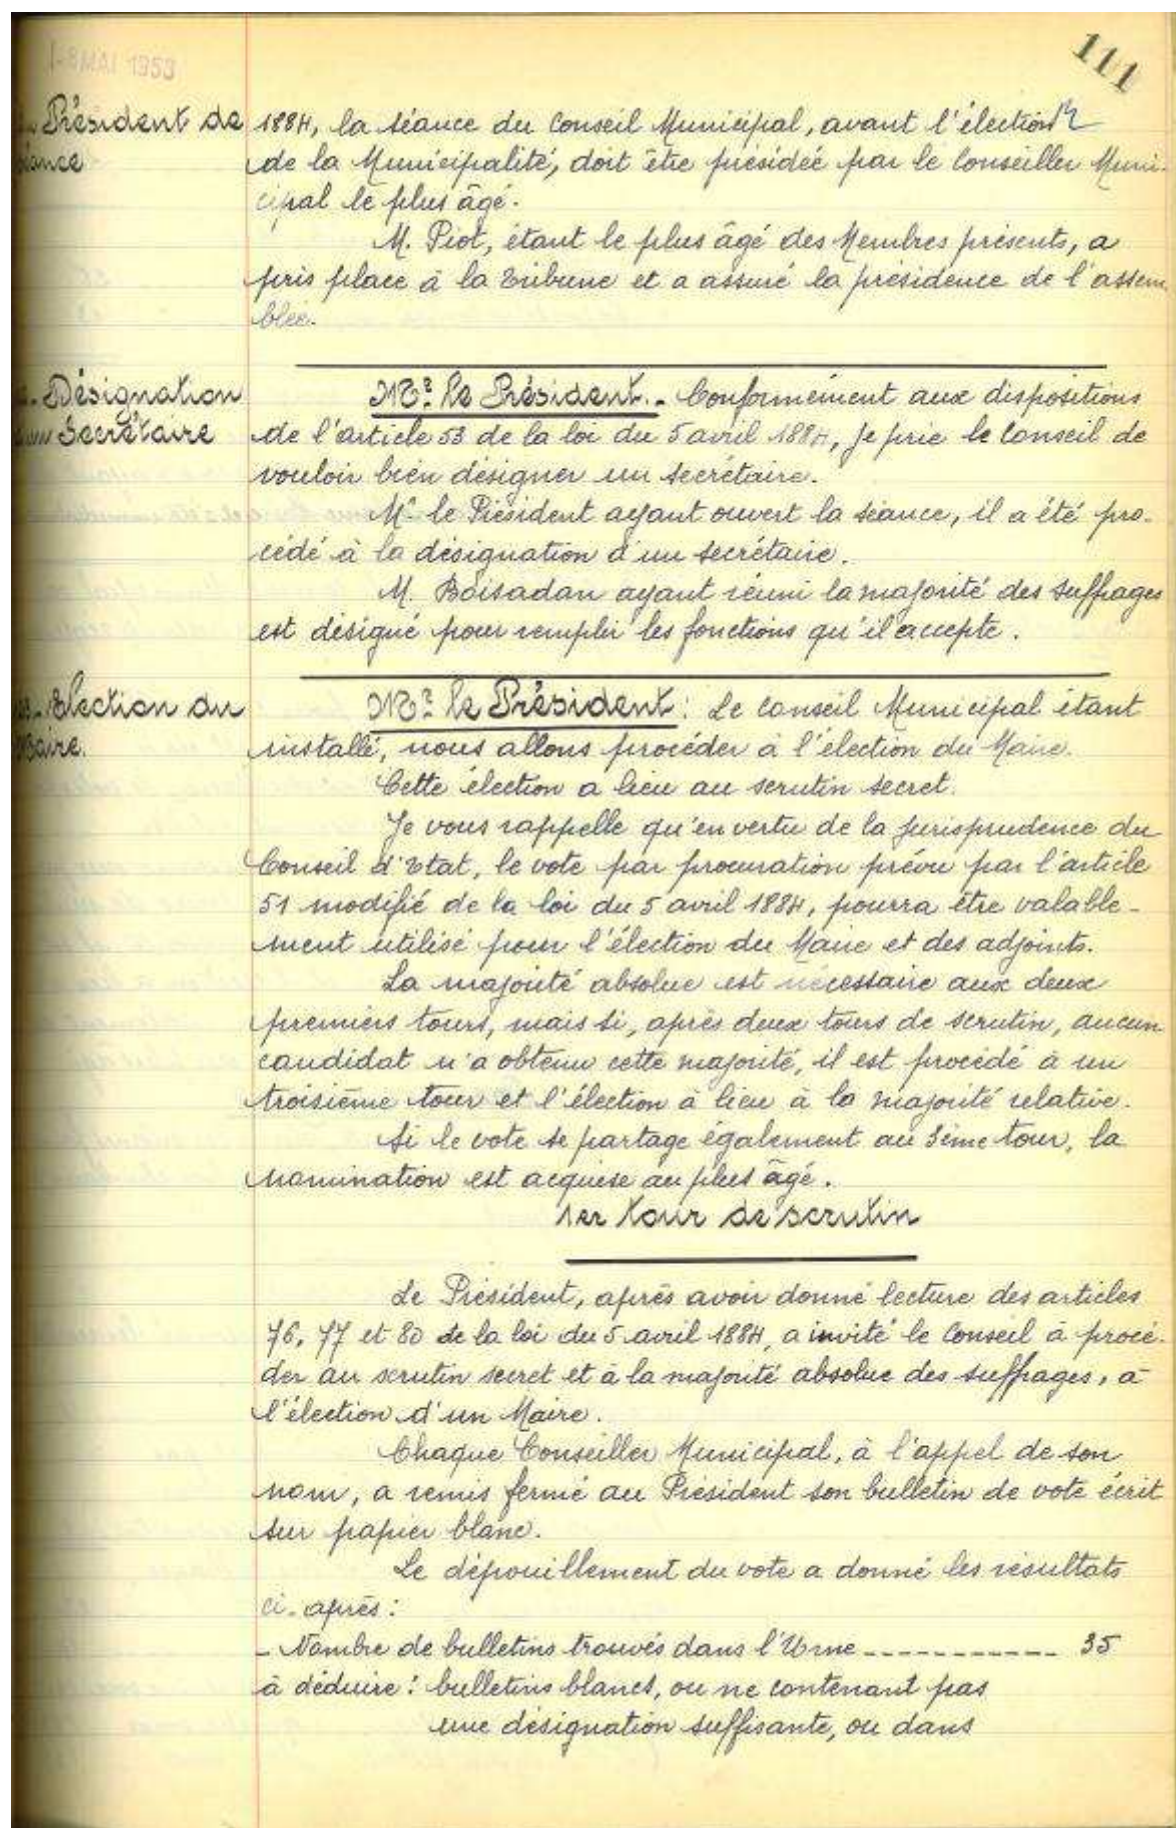 - 8 MAI 1953
111
Président de
séance
1884, la séance du Conseil Municipal, avant l'élection
de la Municipalité, doit être présidée par le Conseiller Muni-
cipal le plus âgé.
M. Piot, étant le plus âgé des Membres présents, a
pris place à la tribune et a assuré la présidence de l'assem
blée.
- Désignation
d'un Secrétaire
Mr. le Président. - Conformément aux dispositions
de l'article 53 de la loi du 5 avril 1884, je prie le Conseil de
vouloir bien désigner un secrétaire.
Mr le Président ayant ouvert la séance, il a été pro-
cédé à la désignation d'un secrétaire.
M. Boisadan ayant réuni la majorité des suffrages
est désigné pour remplir les fonctions qu'il accepte.
- Election du
Maire.
Mr. le Président : Le Conseil Municipal étant
installé, nous allons procéder à l'élection du Maire.
Cette élection a lieu au scrutin secret.
Je vous rappelle qu'en vertu de la jurisprudence du
Conseil d'Etat, le vote par procuration prévu par l'article
51 modifié de la loi du 5 avril 1884, pourra être valable-
ment utilisé pour l'élection du Maire et des adjoints.
La majorité absolue est nécessaire aux deux
premiers tours, mais si, après deux tours de scrutin, aucun
candidat n'a obtenu cette majorité, il est procédé à un
troisième tour et l'élection à lieu à la majorité relative.
Si le vote se partage également au 3ème tour, la
nomination est acquise au plus âgé.
1er tour de scrutin
Le Président, après avoir donné lecture des articles
76, 77 et 80 de la loi du 5 avril 1884, a invité le Conseil à procé-
der au scrutin secret et à la majorité absolue des suffrages, à
l'élection d'un Maire.
Chaque Conseiller Municipal, à l'appel de son
nom, a remis fermé au Président son bulletin de vote écrit
sur papier blanc.
Le dépouillement du vote a donné les résultats
ci-après :
- Nombre de bulletins trouvés dans l'Urne ----------- 35
à déduire : bulletins blancs, ou ne contenant pas
une désignation suffisante, ou dans